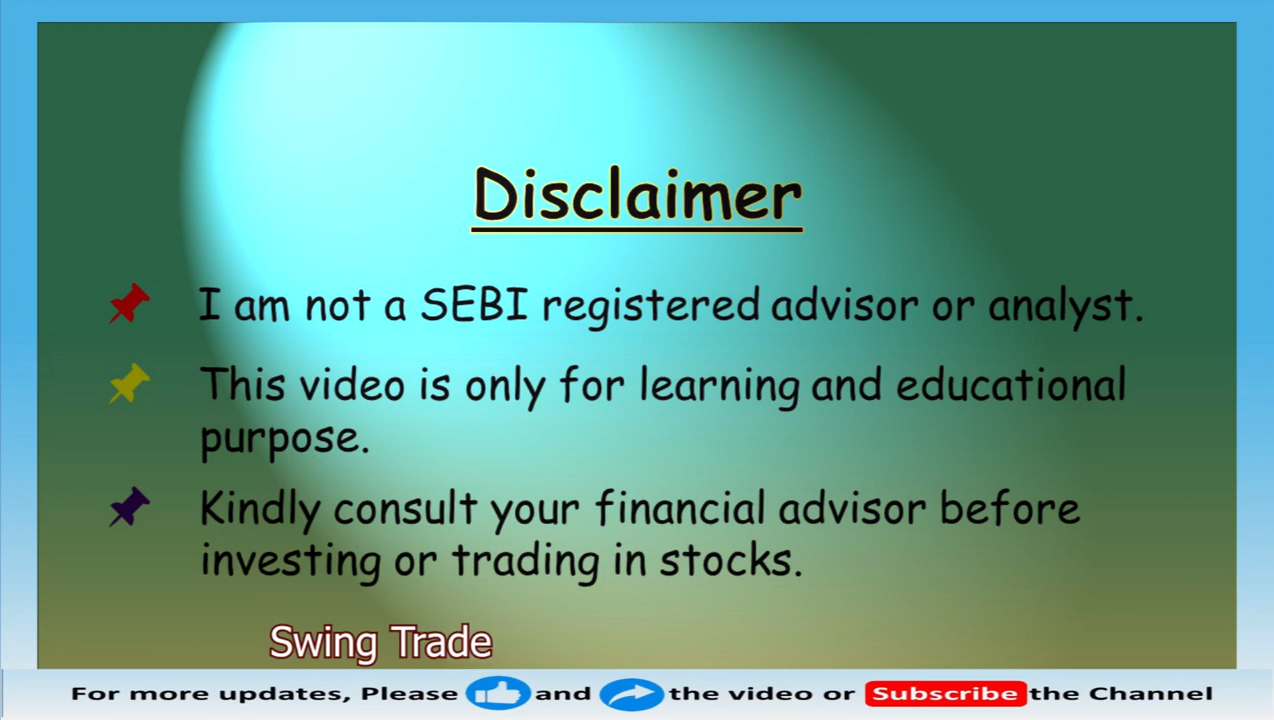 Disclaimer
I am not a SEBI registered advisor or analyst.
This video is only for learning and educational
purpose.
Kindly consult your financial advisor before
investing or trading in stocks.
Swing Trade
For more updates, Please and the video or Subscribe the Channel